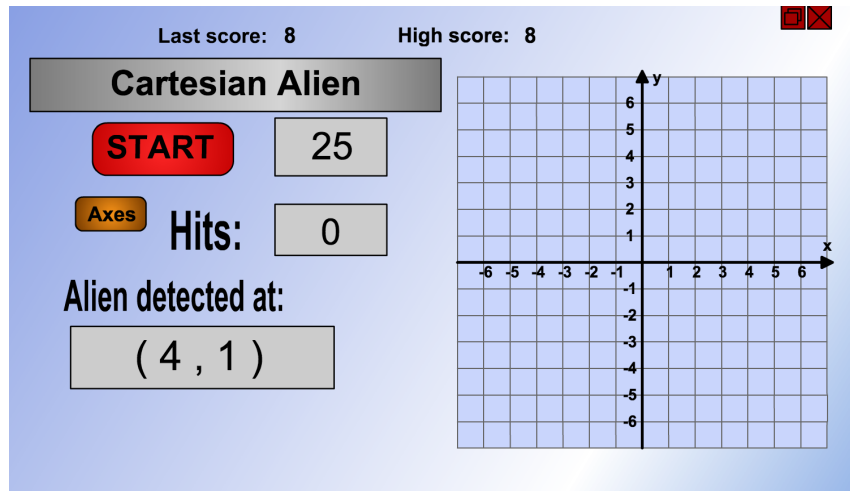 Last score: 8 High score: 8
Cartesian Alien
START 25
Axes
Hits: 0
Alien detected at:
( 4 , 1 )
y
6
5
4
3
2
1
x
-6 -5 -4 -3 -2 -1 1 2 3 4 5 6
-1
-2
-3
-4
-5
-6